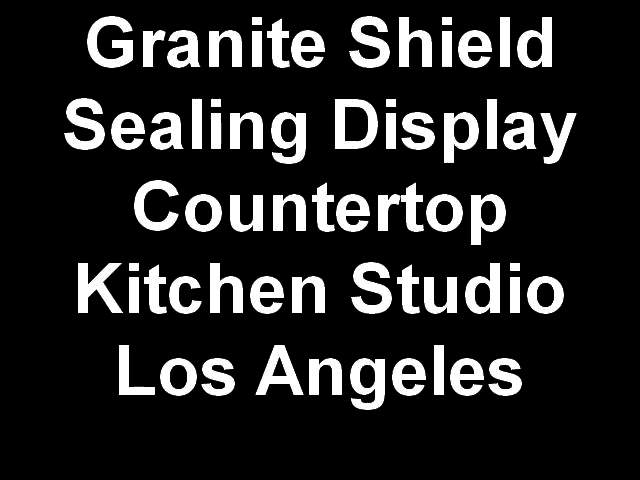 Granite Shield
Sealing Display
Countertop
Kitchen Studio
Los Angeles